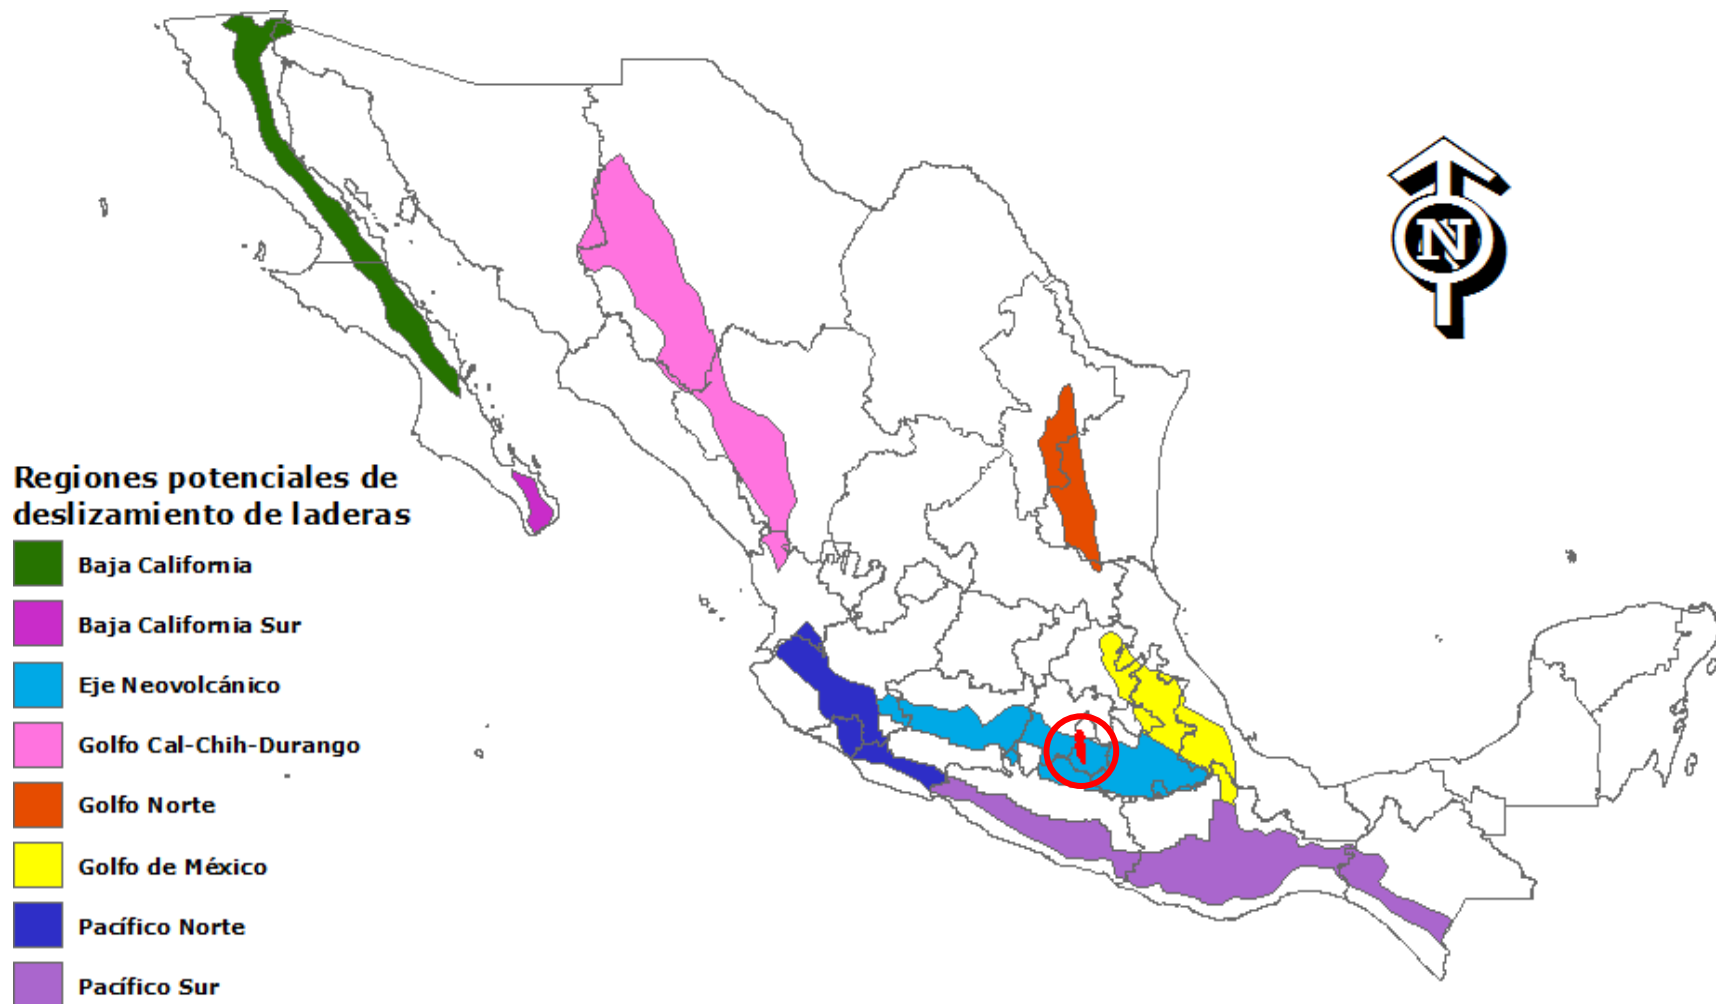 N
Regiones potenciales de
deslizamiento de laderas
Baja California
Baja California Sur
Eje Neovolcánico
Golfo Cal-Chih-Durango
Golfo Norte
Golfo de México
Pacífico Norte
Pacífico Sur